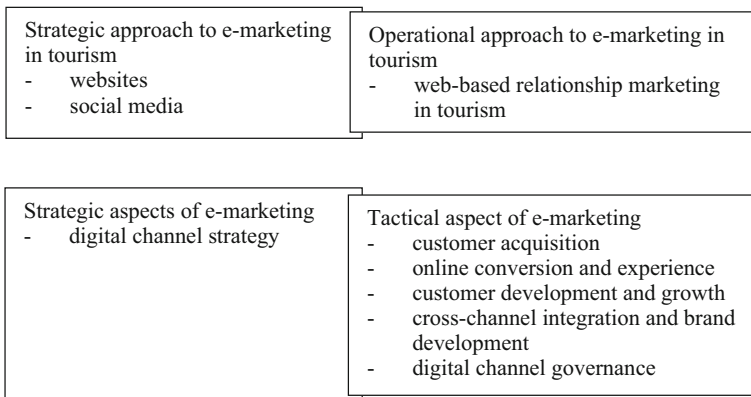 Strategic approach to e-marketing
in tourism
- websites
- social media
Operational approach to e-marketing in
tourism
- web-based relationship marketing
in tourism
Strategic aspects of e-marketing
- digital channel strategy
Tactical aspect of e-marketing
- customer acquisition
- online conversion and experience
- customer development and growth
- cross-channel integration and brand
development
- digital channel governance